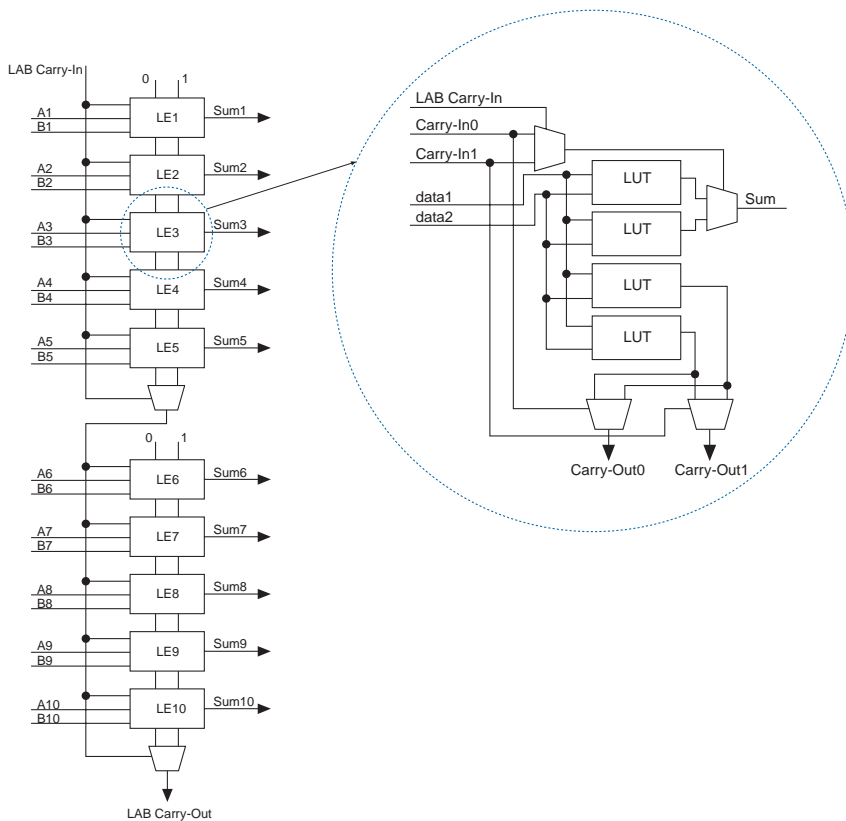 LAB Carry-In
0 1
A1
B1
LE1
Sum1
A2
B2
LE2
Sum2
A3
B3
LE3
Sum3
A4
B4
LE4
Sum4
A5
B5
LE5
Sum5
0 1
A6
B6
LE6
Sum6
A7
B7
LE7
Sum7
A8
B8
LE8
Sum8
A9
B9
LE9
Sum9
A10
B10
LE10
Sum10
LAB Carry-Out
LAB Carry-In
Carry-In0
Carry-In1
data1
data2
LUT
LUT
LUT
LUT
Sum
Carry-Out0 Carry-Out1